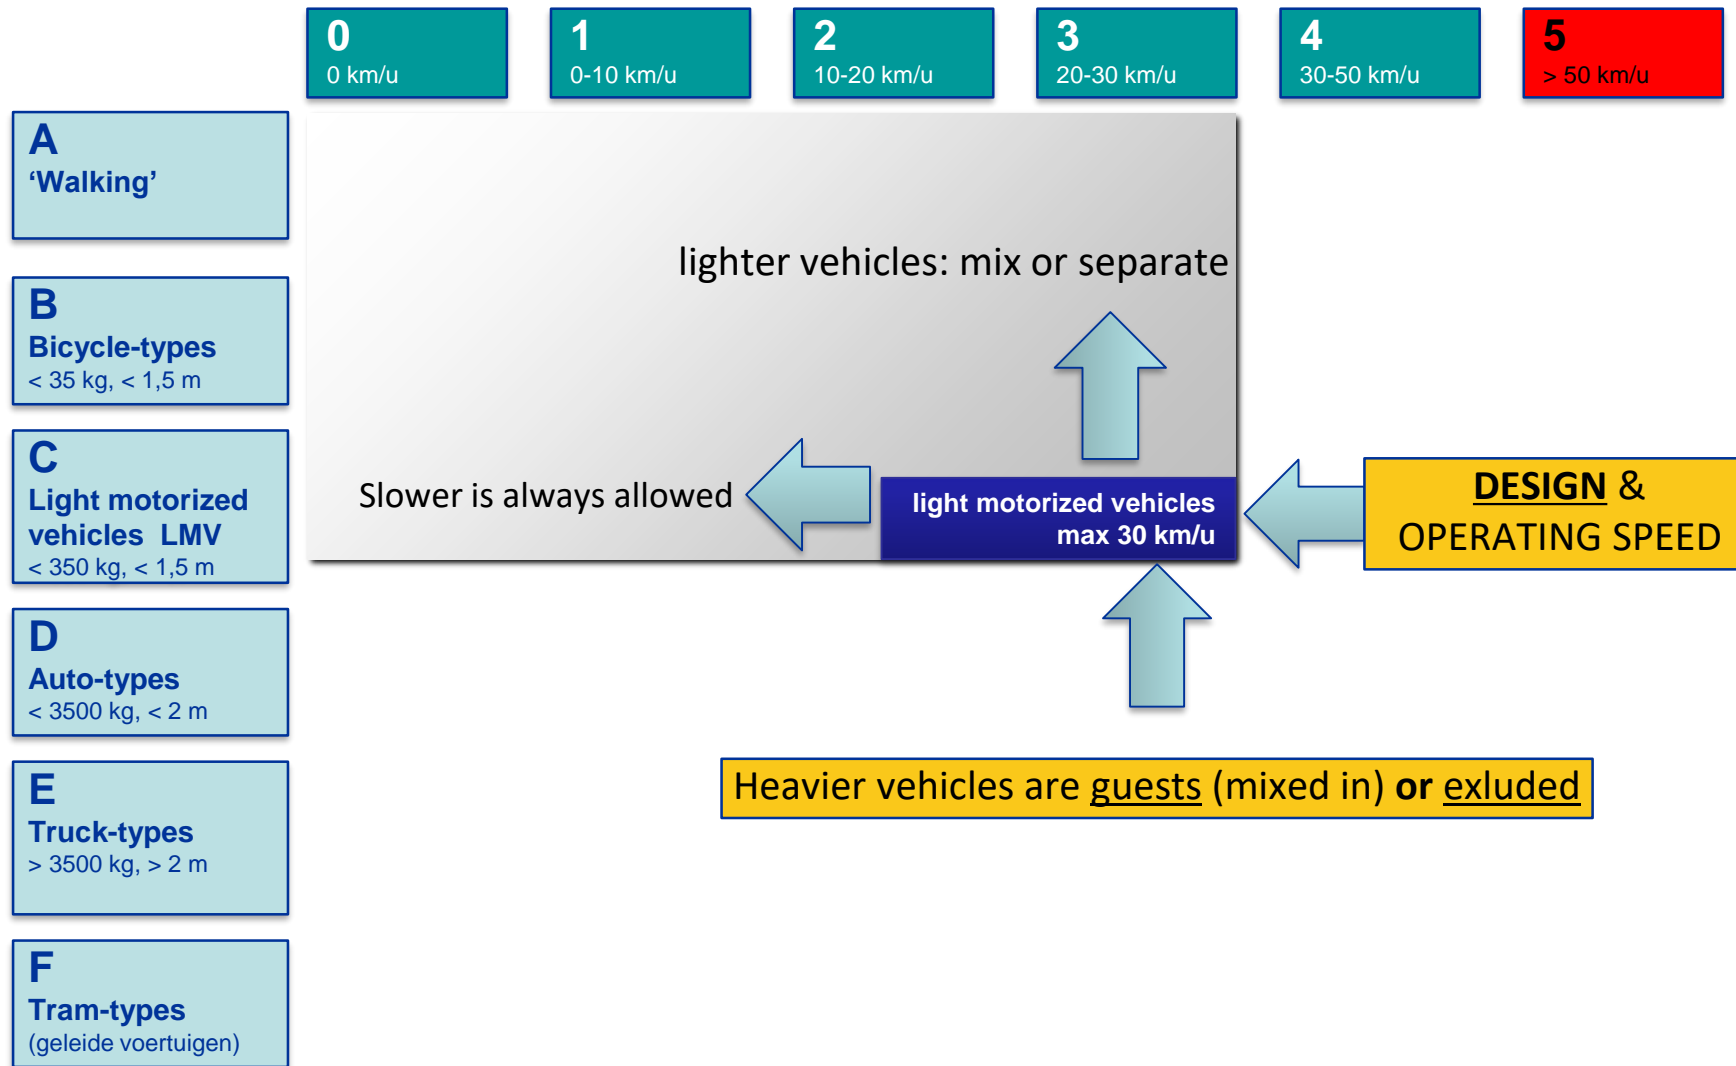 0
0 km/u
1
0-10 km/u
2
10-20 km/u
3
20-30 km/u
4
30-50 km/u
5
> 50 km/u
A
‘Walking’
B
Bicycle-types
< 35 kg, < 1,5 m
C
Light motorized
vehicles  LMV
< 350 kg, < 1,5 m
D
Auto-types
< 3500 kg, < 2 m
E
Truck-types
> 3500 kg, > 2 m
F
Tram-types
(geleide voertuigen)
lighter vehicles: mix or separate
Slower is always allowed
light motorized vehicles
max 30 km/u
DESIGN &
OPERATING SPEED
Heavier vehicles are guests (mixed in) or exluded